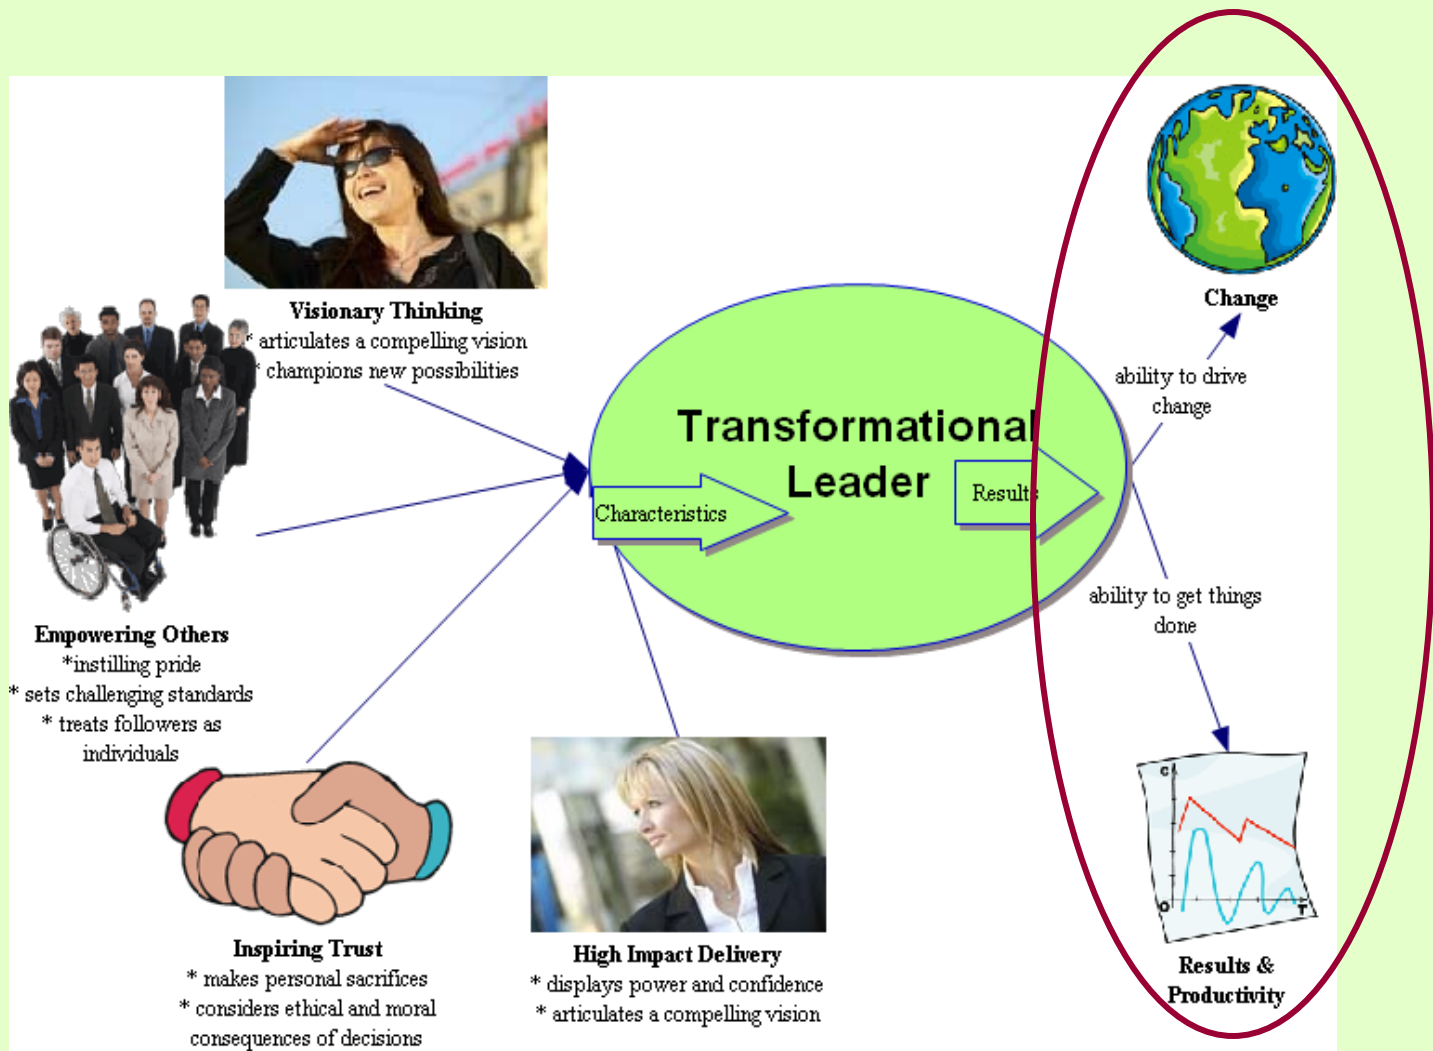 Visionary Thinking
* articulates a compelling vision
* champions new possibilities
Empowering Others
*instilling pride
* sets challenging standards
* treats followers as
individuals
Inspiring Trust
* makes personal sacrifices
* considers ethical and moral
consequences of decisions
High Impact Delivery
* displays power and confidence
* articulates a compelling vision
Transformational
Leader
Characteristics
Results
Change
ability to drive
change
ability to get things
done
C
O
T
Results &
Productivity